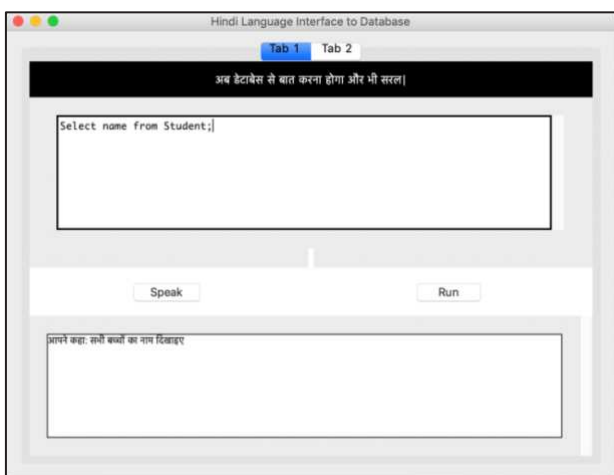 Hindi Language Interface to Database
Tab 1 Tab 2
अब डेटाबेस से बात करना होगा और भी सरल|
Select name from Student;
Speak Run
आपने कहा: सभी बच्चों का नाम दिखाइए